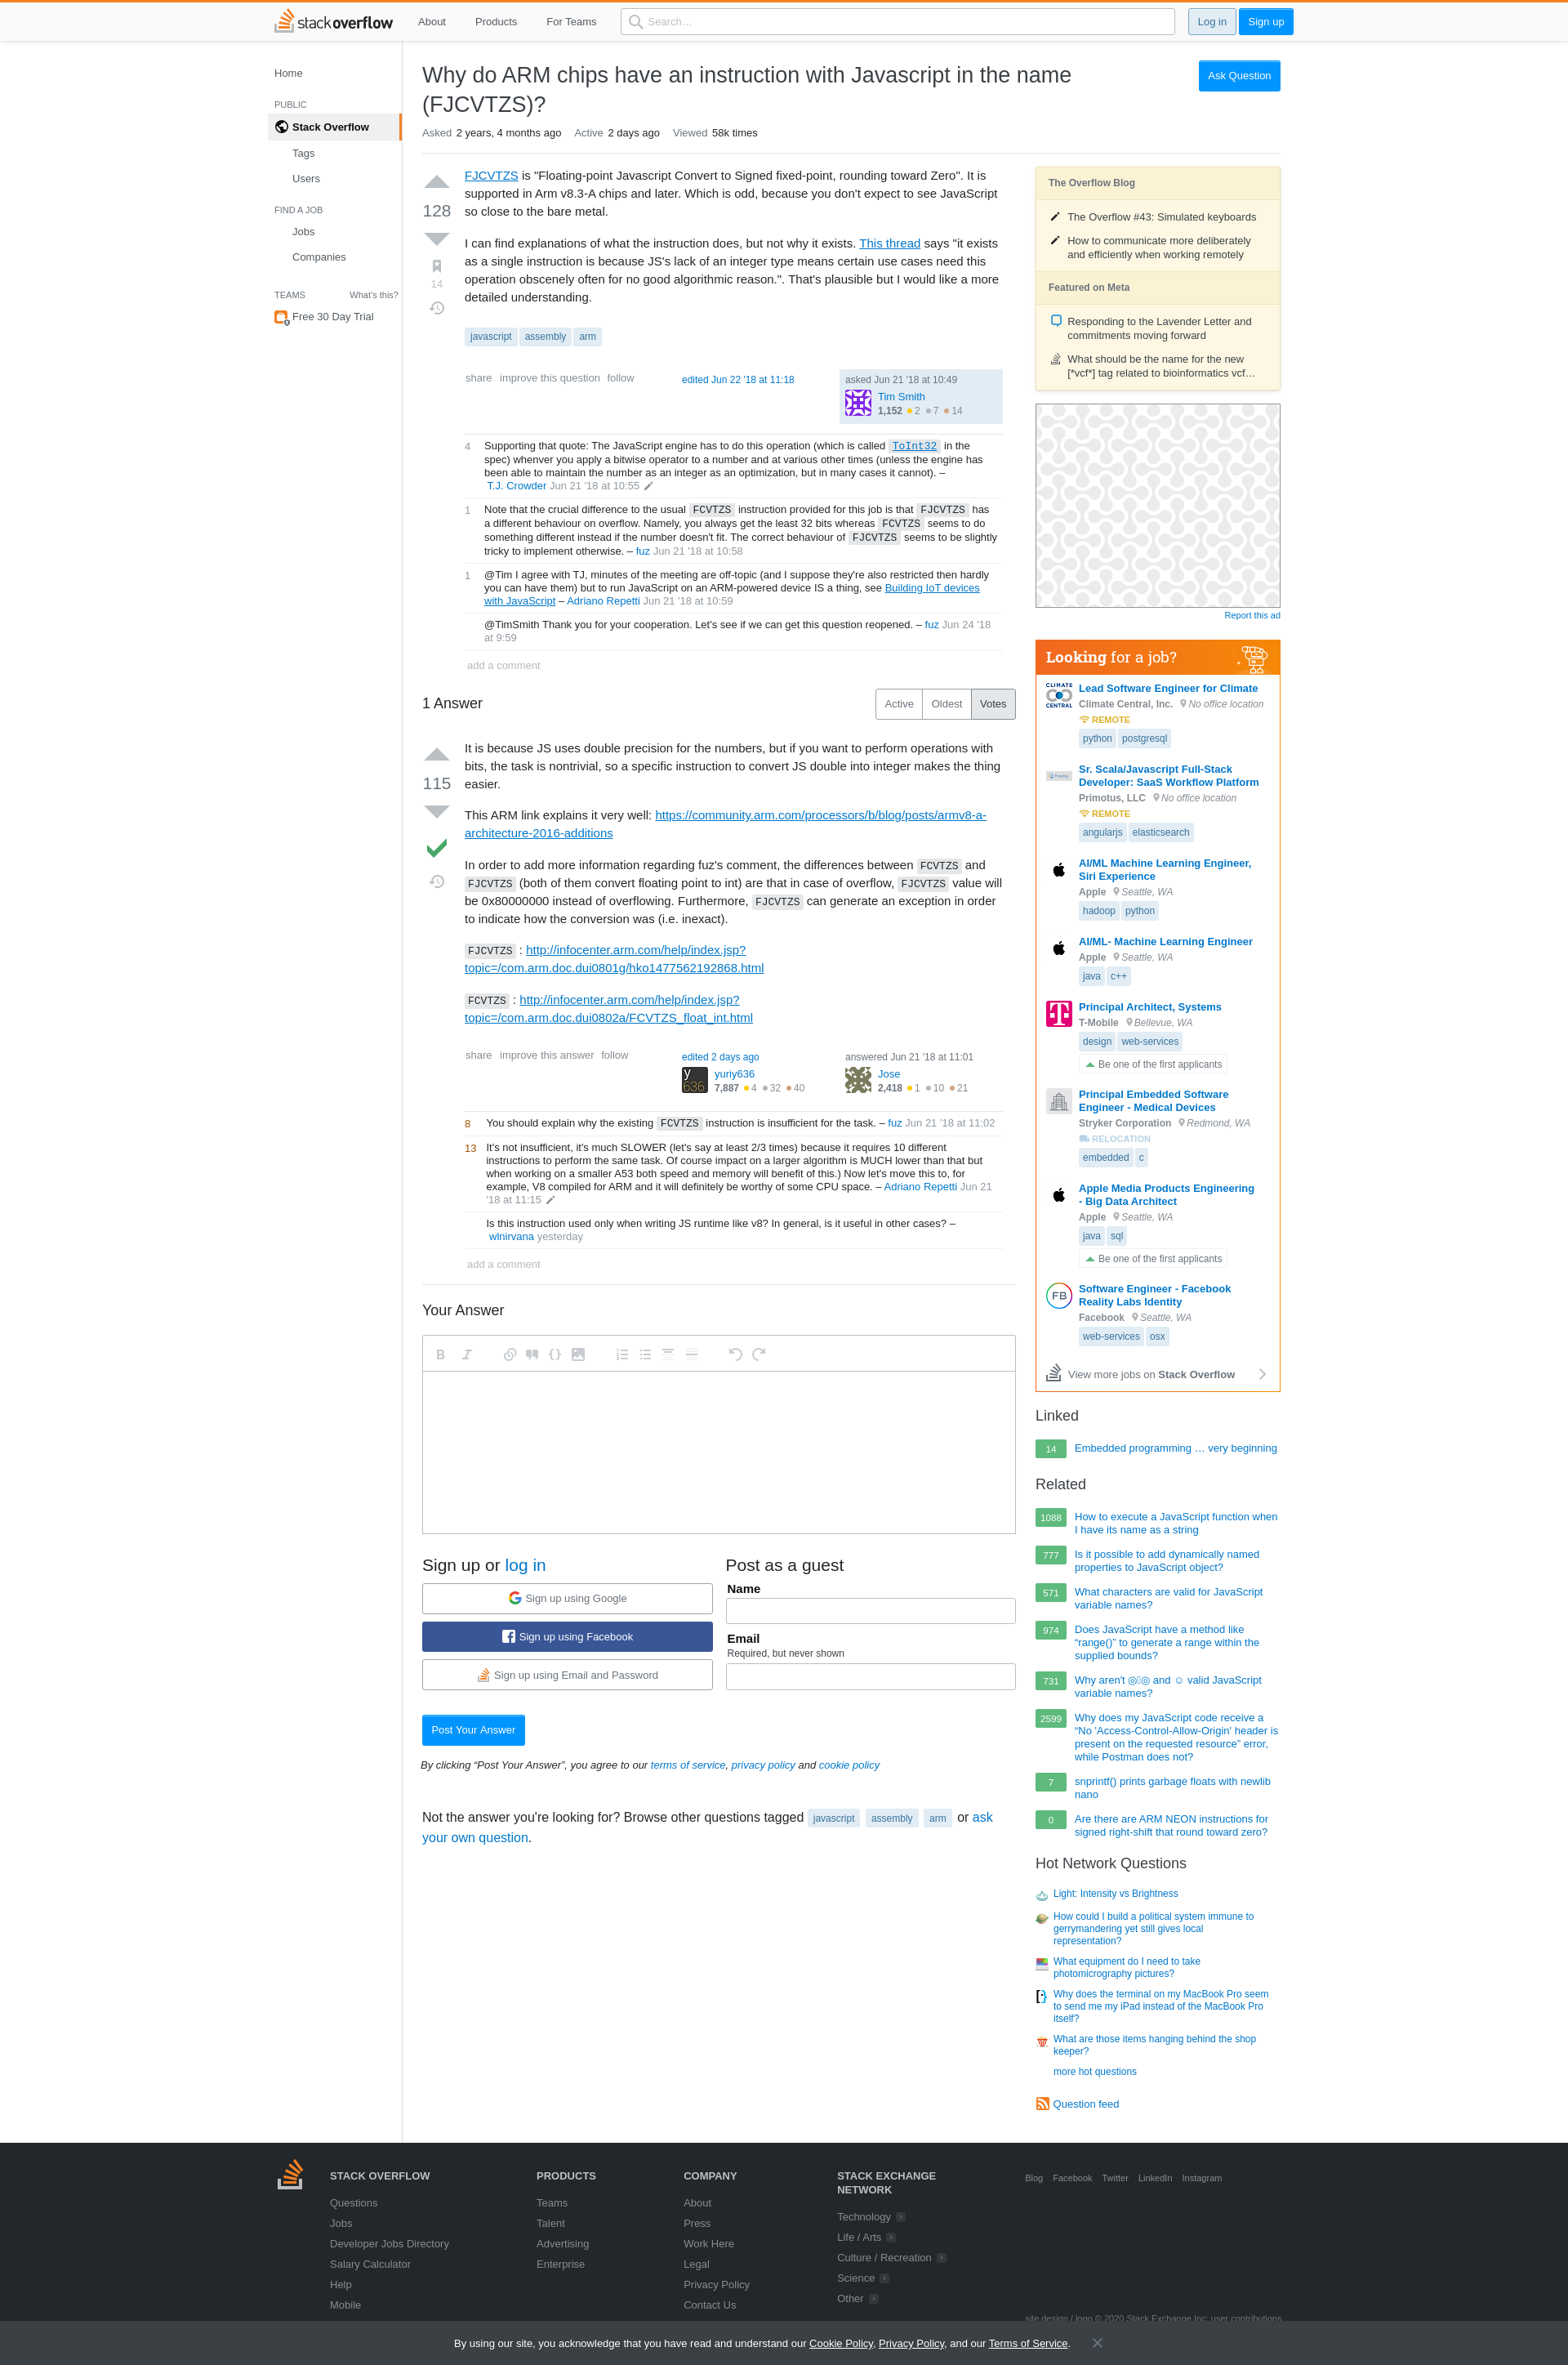 stackoverflow
About
Products
For Teams
Search…
Log in
Sign up
Home
PUBLIC
Stack Overflow
Tags
Users
FIND A JOB
Jobs
Companies
TEAMS
What's this?
Free 30 Day Trial
Why do ARM chips have an instruction with Javascript in the name
(FJCVTZS)?
Ask Question
Asked 2 years, 4 months ago Active 2 days ago Viewed 58k times
128
14
FJCVTZS is "Floating-point Javascript Convert to Signed fixed-point, rounding toward Zero". It is
supported in Arm v8.3-A chips and later. Which is odd, because you don't expect to see JavaScript
so close to the bare metal.
I can find explanations of what the instruction does, but not why it exists. This thread says "it exists
as a single instruction is because JS's lack of an integer type means certain use cases need this
operation obscenely often for no good algorithmic reason.". That's plausible but I would like a more
detailed understanding.
javascript assembly arm
share improve this question follow
edited Jun 22 '18 at 11:18
asked Jun 21 '18 at 10:49
Tim Smith
1,152 2 7 14
4
Supporting that quote: The JavaScript engine has to do this operation (which is called ToInt32 in the
spec) whenver you apply a bitwise operator to a number and at various other times (unless the engine has
been able to maintain the number as an integer as an optimization, but in many cases it cannot). –
T.J. Crowder Jun 21 '18 at 10:55
1
Note that the crucial difference to the usual FCVTZS instruction provided for this job is that FJCVTZS has
a different behaviour on overflow. Namely, you always get the least 32 bits whereas FCVTZS seems to do
something different instead if the number doesn't fit. The correct behaviour of FJCVTZS seems to be slightly
tricky to implement otherwise. – fuz Jun 21 '18 at 10:58
1
@Tim I agree with TJ, minutes of the meeting are off-topic (and I suppose they're also restricted then hardly
you can have them) but to run JavaScript on an ARM-powered device IS a thing, see Building IoT devices
with JavaScript – Adriano Repetti Jun 21 '18 at 10:59
@TimSmith Thank you for your cooperation. Let's see if we can get this question reopened. – fuz Jun 24 '18
at 9:59
add a comment
1 Answer
Active
Oldest
Votes
115
It is because JS uses double precision for the numbers, but if you want to perform operations with
bits, the task is nontrivial, so a specific instruction to convert JS double into integer makes the thing
easier.
This ARM link explains it very well: https://community.arm.com/processors/b/blog/posts/armv8-a-
architecture-2016-additions
In order to add more information regarding fuz's comment, the differences between FCVTZS and
FJCVTZS (both of them convert floating point to int) are that in case of overflow, FJCVTZS value will
be 0x80000000 instead of overflowing. Furthermore, FJCVTZS can generate an exception in order
to indicate how the conversion was (i.e. inexact).
FJCVTZS : http://infocenter.arm.com/help/index.jsp?
topic=/com.arm.doc.dui0801g/hko1477562192868.html
FCVTZS : http://infocenter.arm.com/help/index.jsp?
topic=/com.arm.doc.dui0802a/FCVTZS_float_int.html
share improve this answer follow
edited 2 days ago
y
636
yuriy636
7,887 4 32 40
answered Jun 21 '18 at 11:01
Jose
2,418 1 10 21
8
You should explain why the existing FCVTZS instruction is insufficient for the task. – fuz Jun 21 '18 at 11:02
13
It's not insufficient, it's much SLOWER (let's say at least 2/3 times) because it requires 10 different
instructions to perform the same task. Of course impact on a larger algorithm is MUCH lower than that but
when working on a smaller A53 both speed and memory will benefit of this.) Now let's move this to, for
example, V8 compiled for ARM and it will definitely be worthy of some CPU space. – Adriano Repetti Jun 21
'18 at 11:15
Is this instruction used only when writing JS runtime like v8? In general, is it useful in other cases? –
wlnirvana yesterday
add a comment
Your Answer
Sign up or log in
Sign up using Google
Sign up using Facebook
Sign up using Email and Password
Post as a guest
Name
Email
Required, but never shown
Post Your Answer
By clicking “Post Your Answer”, you agree to our terms of service, privacy policy and cookie policy
Not the answer you're looking for? Browse other questions tagged javascript assembly arm or ask
your own question.
The Overflow Blog
The Overflow #43: Simulated keyboards
How to communicate more deliberately
and efficiently when working remotely
Featured on Meta
Responding to the Lavender Letter and
commitments moving forward
What should be the name for the new
[*vcf*] tag related to bioinformatics vcf…
Report this ad
Looking for a job?
CLIMATE
CENTRAL
Lead Software Engineer for Climate
Climate Central, Inc. No office location
REMOTE
python postgresql
Sr. Scala/Javascript Full-Stack
Developer: SaaS Workflow Platform
Primotus, LLC No office location
REMOTE
angularjs elasticsearch
AI/ML Machine Learning Engineer,
Siri Experience
Apple Seattle, WA
hadoop python
AI/ML- Machine Learning Engineer
Apple Seattle, WA
java c++
T
Principal Architect, Systems
T-Mobile Bellevue, WA
design web-services
Be one of the first applicants
Principal Embedded Software
Engineer - Medical Devices
Stryker Corporation Redmond, WA
RELOCATION
embedded c
Apple Media Products Engineering
- Big Data Architect
Apple Seattle, WA
java sql
Be one of the first applicants
FB
Software Engineer - Facebook
Reality Labs Identity
Facebook Seattle, WA
web-services osx
View more jobs on Stack Overflow
Linked
14 Embedded programming … very beginning
Related
1088 How to execute a JavaScript function when
I have its name as a string
777 Is it possible to add dynamically named
properties to JavaScript object?
571 What characters are valid for JavaScript
variable names?
974 Does JavaScript have a method like
“range()” to generate a range within the
supplied bounds?
731 Why aren't ◎ ◎ and ☺ valid JavaScript
variable names?
2599 Why does my JavaScript code receive a
“No 'Access-Control-Allow-Origin' header is
present on the requested resource” error,
while Postman does not?
7 snprintf() prints garbage floats with newlib
nano
0 Are there are ARM NEON instructions for
signed right-shift that round toward zero?
Hot Network Questions
Light: Intensity vs Brightness
How could I build a political system immune to
gerrymandering yet still gives local
representation?
What equipment do I need to take
photomicrography pictures?
Why does the terminal on my MacBook Pro seem
to send me my iPad instead of the MacBook Pro
itself?
What are those items hanging behind the shop
keeper?
more hot questions
Question feed
STACK OVERFLOW
Questions
Jobs
Developer Jobs Directory
Salary Calculator
Help
Mobile
PRODUCTS
Teams
Talent
Advertising
Enterprise
COMPANY
About
Press
Work Here
Legal
Privacy Policy
Contact Us
STACK EXCHANGE
NETWORK
Technology
Life / Arts
Culture / Recreation
Science
Other
Blog Facebook Twitter LinkedIn Instagram
site design / logo © 2020 Stack Exchange Inc; user contributions
By using our site, you acknowledge that you have read and understand our Cookie Policy, Privacy Policy, and our Terms of Service.